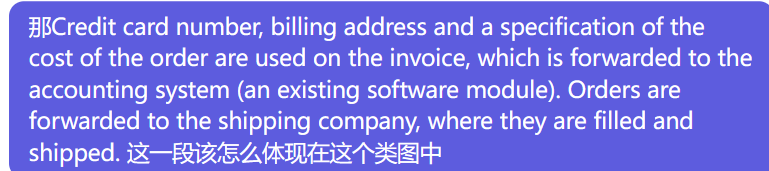 那Credit card number, billing address and a specification of the
cost of the order are used on the invoice, which is forwarded to the
accounting system (an existing software module). Orders are
forwarded to the shipping company, where they are filled and
shipped. 这一段该怎么体现在这个类图中